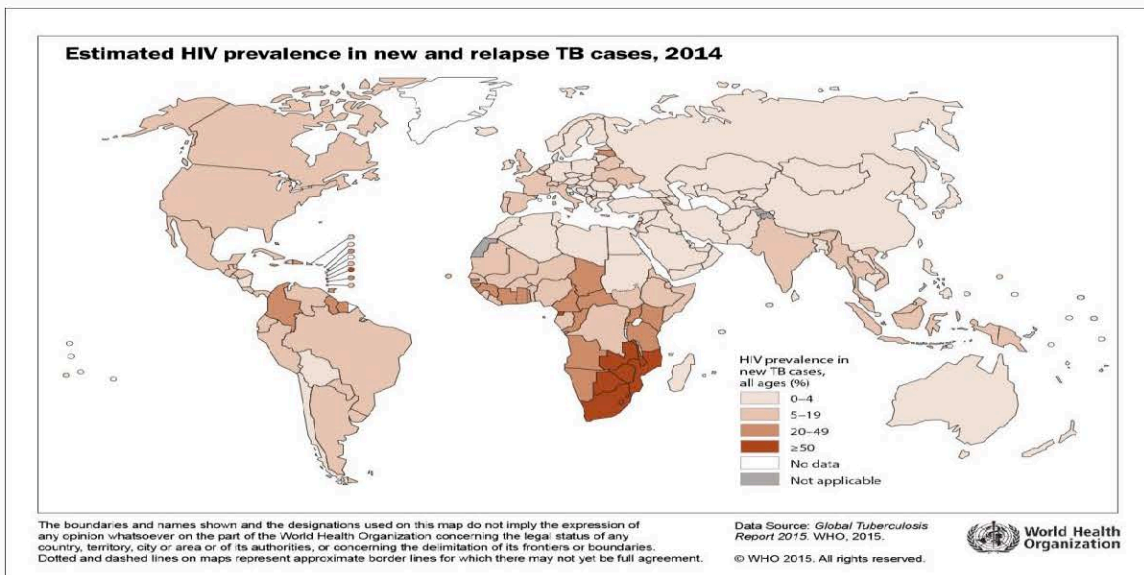 Estimated HIV prevalence in new and relapse TB cases, 2014
HIV prevalence in
new TB cases,
all ages (%)
0–4
5–19
20–49
≥50
No data
Not applicable
The boundaries and names shown and the designations used on this map do not imply the expression of
any opinion whatsoever on the part of the World Health Organization concerning the legal status of any
country, territory, city or area or of its authorities, or concerning the delimitation of its frontiers or boundaries.
Dotted and dashed lines on maps represent approximate border lines for which there may not yet be full agreement.
Data Source: Global Tuberculosis
Report 2015. WHO, 2015.
© WHO 2015. All rights reserved.
World Health
Organization